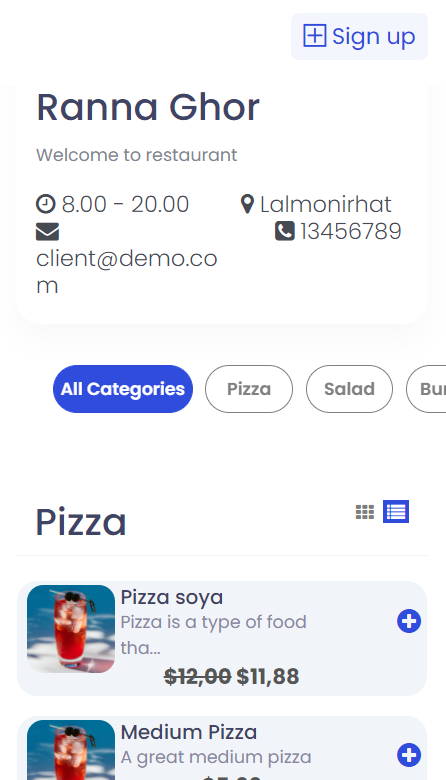 Sign up
Ranna Ghor
Welcome to restaurant
8.00 - 20.00
Lalmonirhat
13456789
client@demo.co
m
All Categories
Pizza
Salad
Bur
Pizza
Pizza soya
Pizza is a type of food
tha...
$12,00 $11,88
Medium Pizza
A great medium pizza